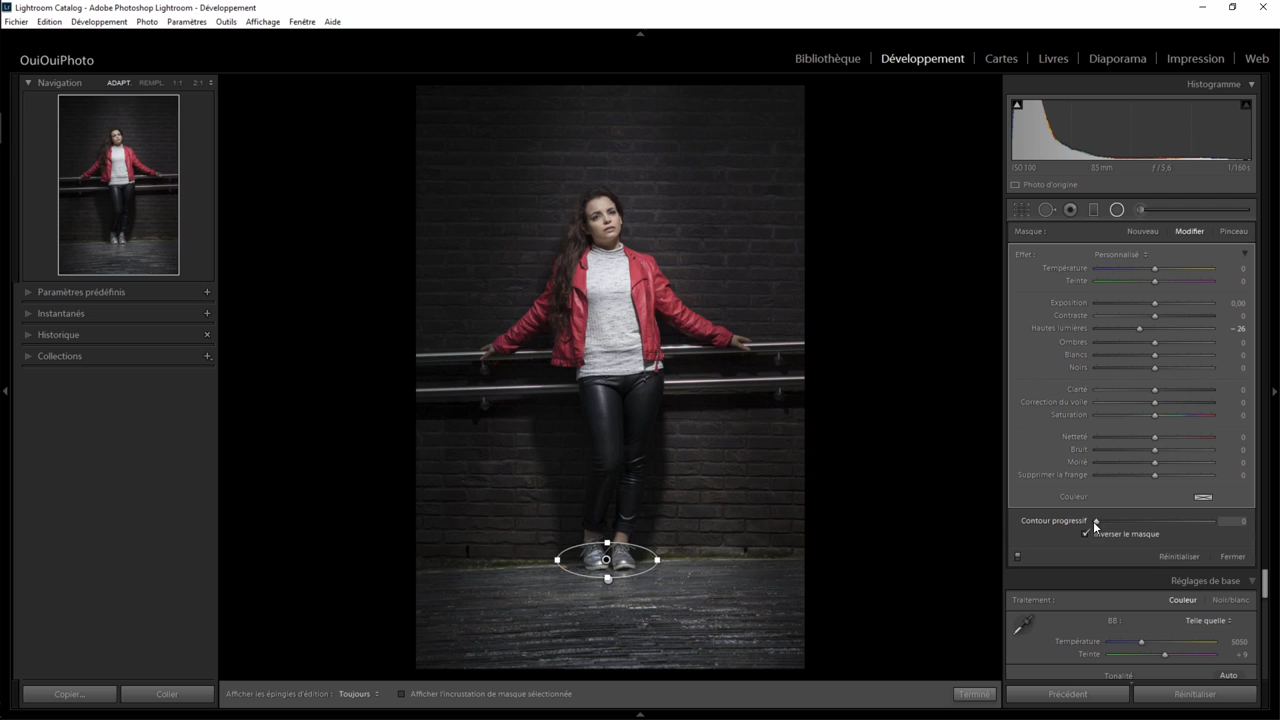 Lightroom Catalog - Adobe Photoshop Lightroom - Développement
Fichier Edition Développement Photo Paramètres Outils Affichage Fenêtre Aide
OuiOuiPhoto
Bibliothèque | Développement | Cartes | Livres | Diaporama | Impression | Web
Navigation ADAPT. REMPL. 1:1 2:1
Paramètres prédéfinis +
Instantanés +
Historique ×
Collections +
Copier... Coller
Afficher les épingles d'édition : Toujours Afficher l'incrustation de masque sélectionnée Terminé
Histogramme
ISO 100 85 mm ƒ / 5,6 1/160s
Photo d'origine
Masque : Nouveau Modifier Pinceau
Effet : Personnalisé
Température 0
Teinte 0
Exposition 0,00
Contraste 0
Hautes lumières – 26
Ombres 0
Blancs 0
Noirs 0
Clarté 0
Correction du voile 0
Saturation 0
Netteté 0
Bruit 0
Moiré 0
Supprimer la frange 0
Couleur
Contour progressif 0
Inverser le masque
Réinitialiser Fermer
Réglages de base
Traitement : Couleur Noir/blanc
BB : Telle quelle
Température 5050
Teinte + 9
Tonalité Auto
Précédent Réinitialiser